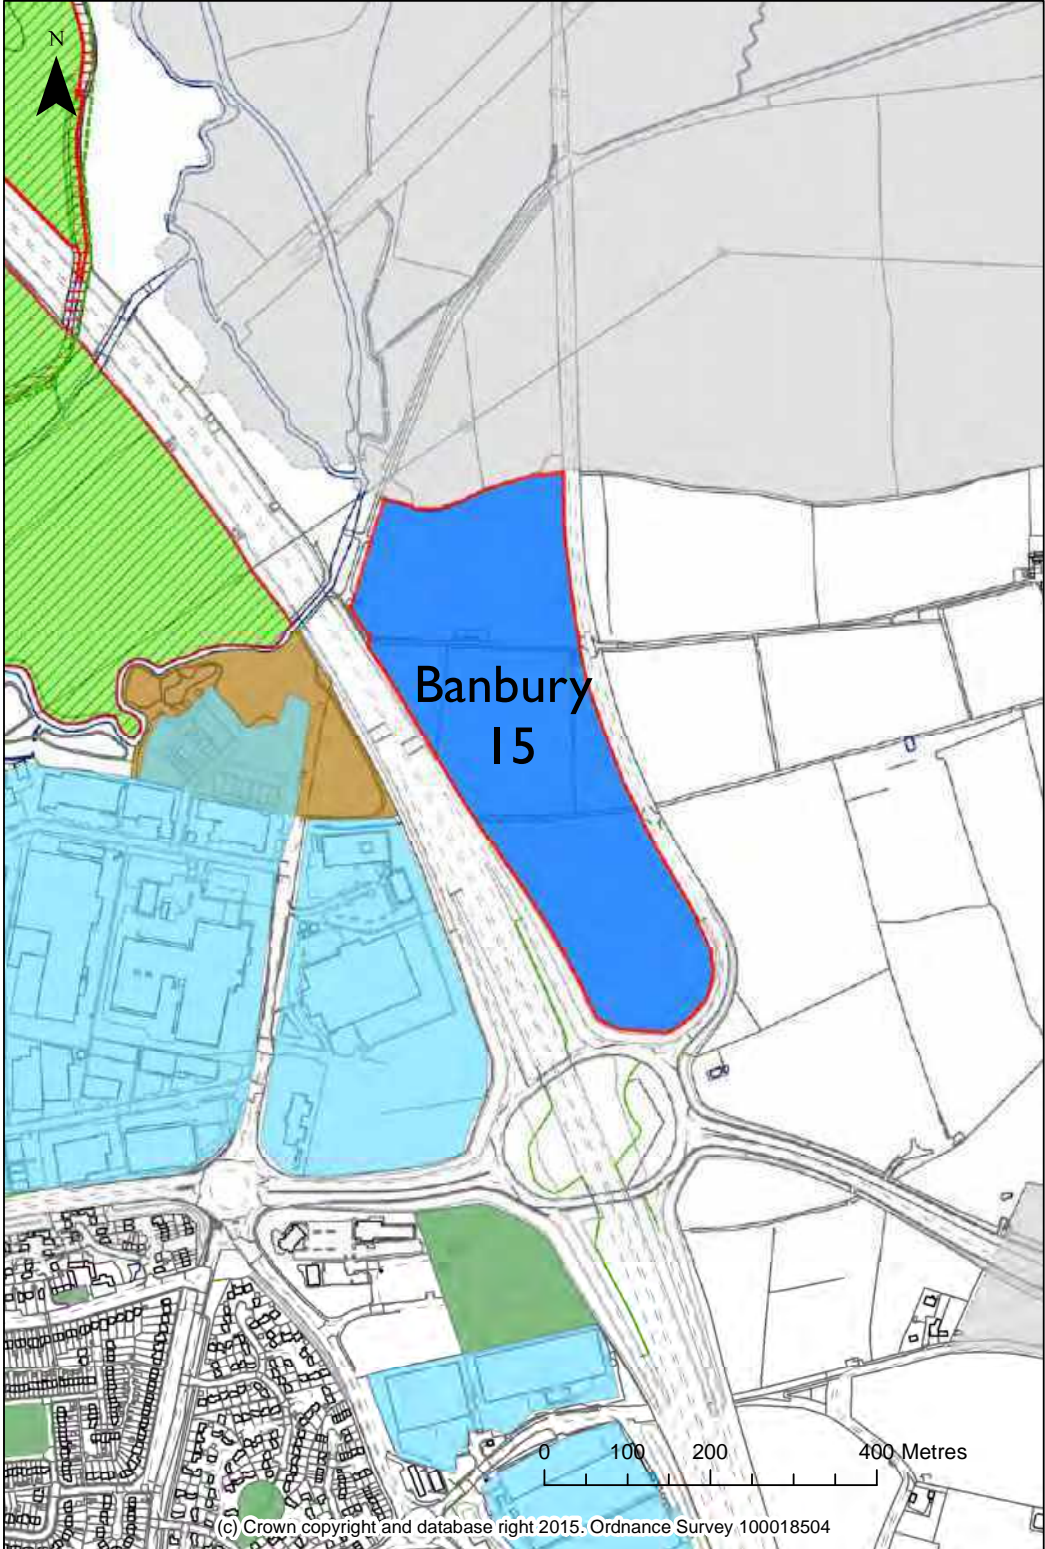 N
Banbury
15
0 100 200 400 Metres
(c) Crown copyright and database right 2015. Ordnance Survey 100018504